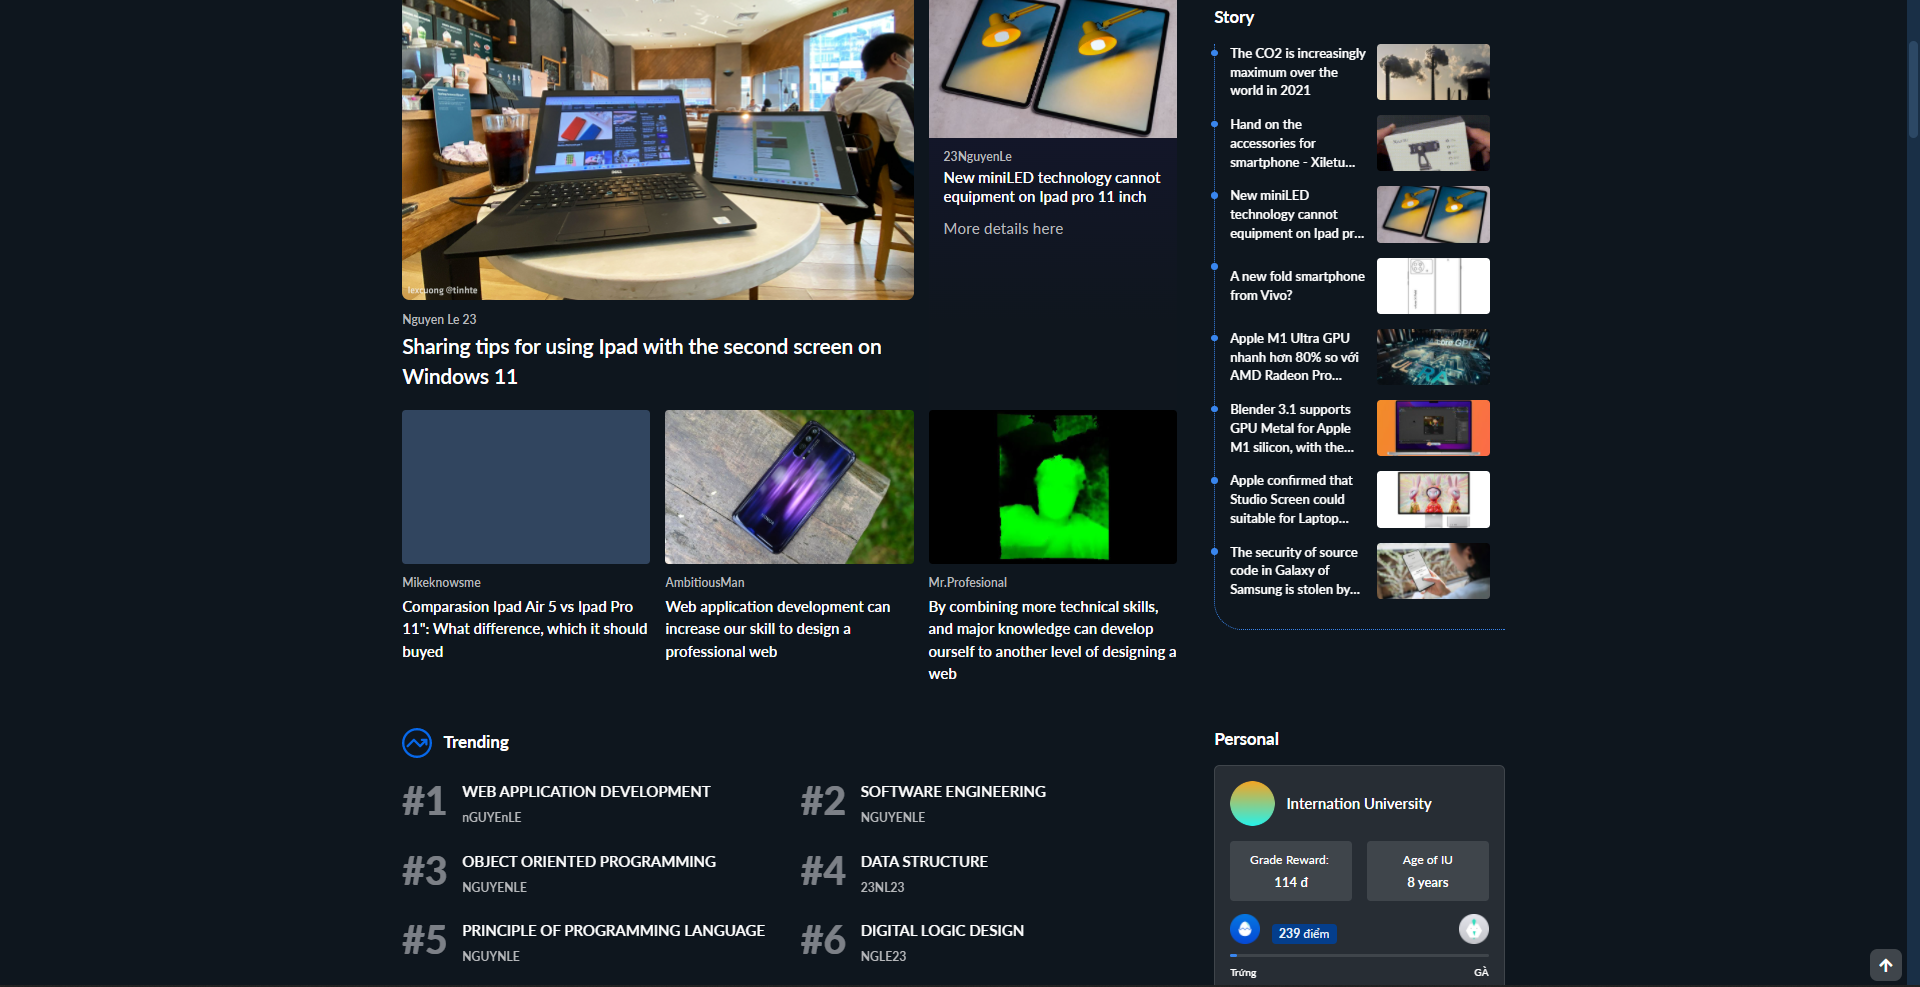 lexcuong @tinhte
Nguyen Le 23
Sharing tips for using Ipad with the second screen on
Windows 11
23NguyenLe
New miniLED technology cannot
equipment on Ipad pro 11 inch
More details here
Mikeknowsme
Comparasion Ipad Air 5 vs Ipad Pro
11": What difference, which it should
buyed
AmbitiousMan
Web application development can
increase our skill to design a
professional web
Mr.Profesional
By combining more technical skills,
and major knowledge can develop
ourself to another level of designing a
web
Story
The CO2 is increasingly
maximum over the
world in 2021
Hand on the
accessories for
smartphone - Xiletu...
New miniLED
technology cannot
equipment on Ipad pr...
A new fold smartphone
from Vivo?
Apple M1 Ultra GPU
nhanh hơn 80% so với
AMD Radeon Pro...
Blender 3.1 supports
GPU Metal for Apple
M1 silicon, with the...
Apple confirmed that
Studio Screen could
suitable for Laptop...
The security of source
code in Galaxy of
Samsung is stolen by...
Trending
#1 WEB APPLICATION DEVELOPMENT
nGUYEnLE
#2 SOFTWARE ENGINEERING
NGUYENLE
#3 OBJECT ORIENTED PROGRAMMING
NGUYENLE
#4 DATA STRUCTURE
23NL23
#5 PRINCIPLE OF PROGRAMMING LANGUAGE
NGUYNLE
#6 DIGITAL LOGIC DESIGN
NGLE23
Personal
Internation University
Grade Reward:
114 đ
Age of IU
8 years
239 điểm
Trứng
GÀ